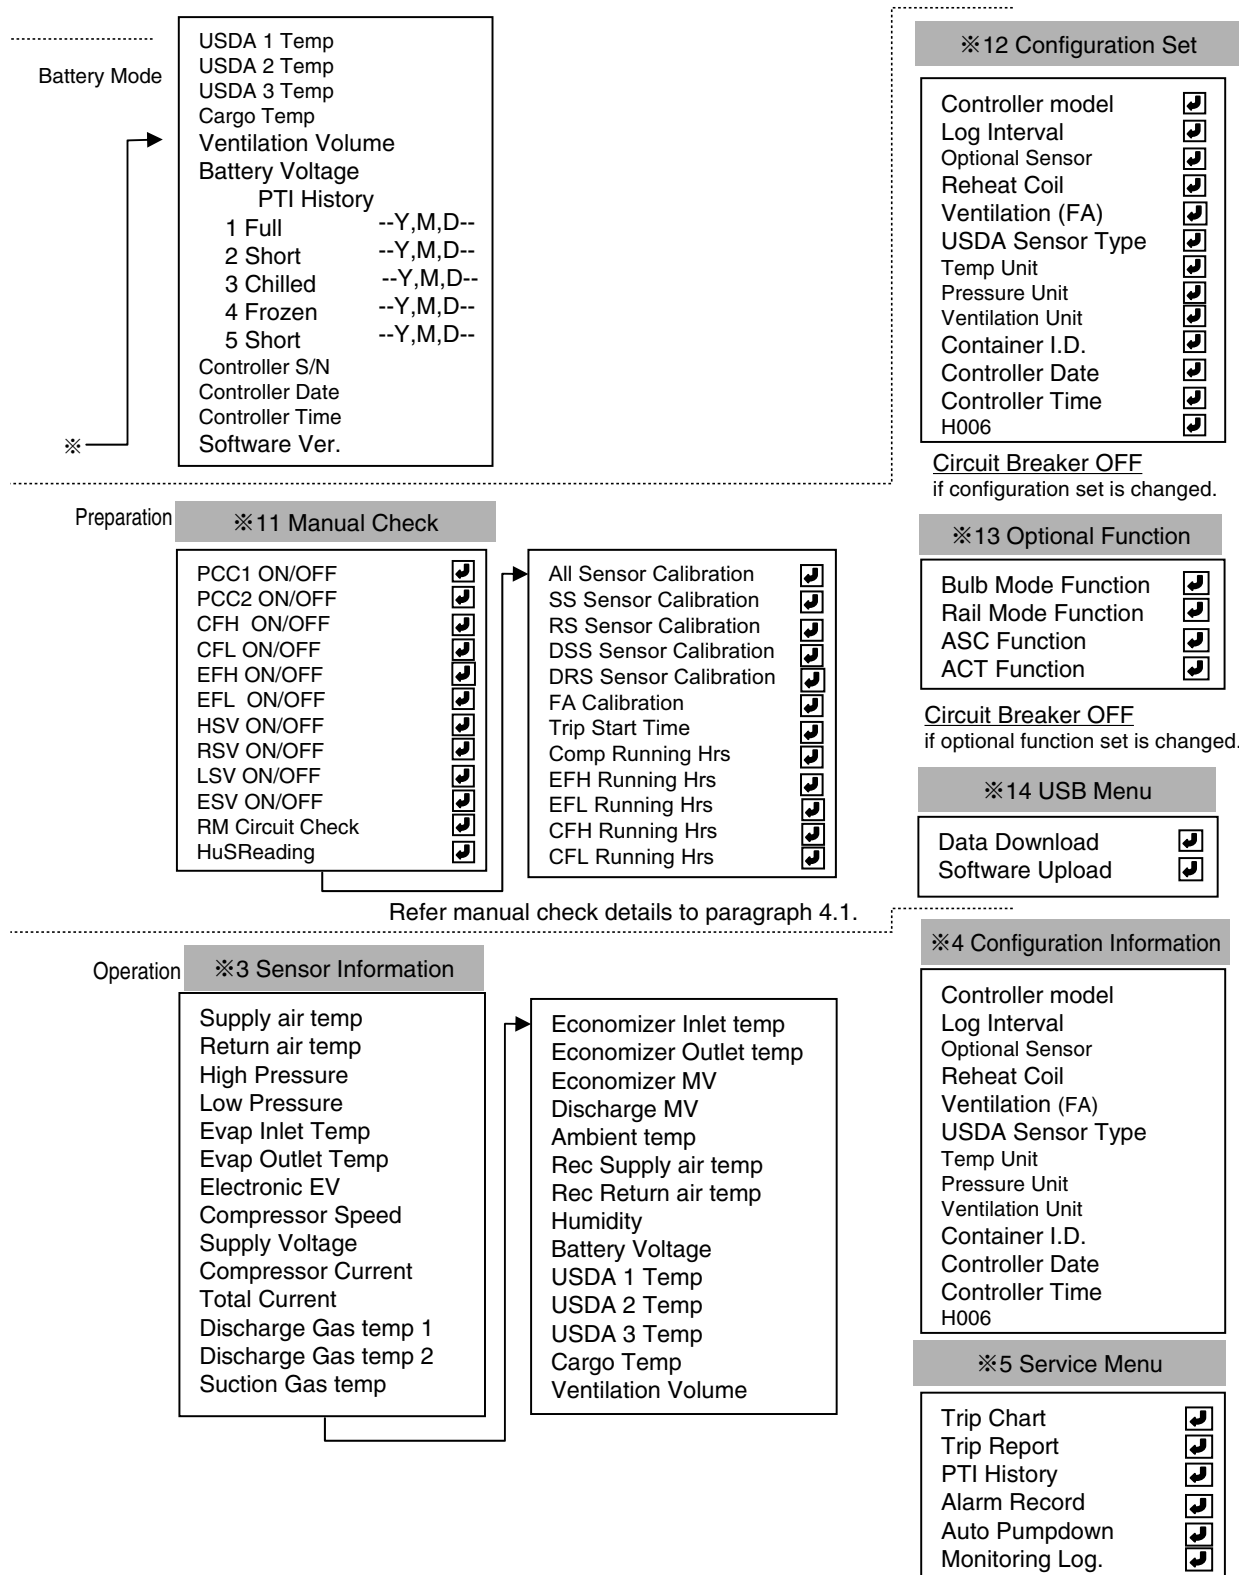 Battery Mode
※
USDA 1 Temp
USDA 2 Temp
USDA 3 Temp
Cargo Temp
Ventilation Volume
Battery Voltage
PTI History
1 Full --Y,M,D--
2 Short --Y,M,D--
3 Chilled --Y,M,D--
4 Frozen --Y,M,D--
5 Short --Y,M,D--
Controller S/N
Controller Date
Controller Time
Software Ver.
※12 Configuration Set
Controller model
Log Interval
Optional Sensor
Reheat Coil
Ventilation (FA)
USDA Sensor Type
Temp Unit
Pressure Unit
Ventilation Unit
Container I.D.
Controller Date
Controller Time
H006
Circuit Breaker OFF
if configuration set is changed.
※13 Optional Function
Bulb Mode Function
Rail Mode Function
ASC Function
ACT Function
Circuit Breaker OFF
if optional function set is changed.
※14 USB Menu
Data Download
Software Upload
Preparation
※11 Manual Check
PCC1 ON/OFF
PCC2 ON/OFF
CFH ON/OFF
CFL ON/OFF
EFH ON/OFF
EFL ON/OFF
HSV ON/OFF
RSV ON/OFF
LSV ON/OFF
ESV ON/OFF
RM Circuit Check
HuSReading
All Sensor Calibration
SS Sensor Calibration
RS Sensor Calibration
DSS Sensor Calibration
DRS Sensor Calibration
FA Calibration
Trip Start Time
Comp Running Hrs
EFH Running Hrs
EFL Running Hrs
CFH Running Hrs
CFL Running Hrs
Refer manual check details to paragraph 4.1.
Operation
※3 Sensor Information
Supply air temp
Return air temp
High Pressure
Low Pressure
Evap Inlet Temp
Evap Outlet Temp
Electronic EV
Compressor Speed
Supply Voltage
Compressor Current
Total Current
Discharge Gas temp 1
Discharge Gas temp 2
Suction Gas temp
Economizer Inlet temp
Economizer Outlet temp
Economizer MV
Discharge MV
Ambient temp
Rec Supply air temp
Rec Return air temp
Humidity
Battery Voltage
USDA 1 Temp
USDA 2 Temp
USDA 3 Temp
Cargo Temp
Ventilation Volume
※4 Configuration Information
Controller model
Log Interval
Optional Sensor
Reheat Coil
Ventilation (FA)
USDA Sensor Type
Temp Unit
Pressure Unit
Ventilation Unit
Container I.D.
Controller Date
Controller Time
H006
※5 Service Menu
Trip Chart
Trip Report
PTI History
Alarm Record
Auto Pumpdown
Monitoring Log.